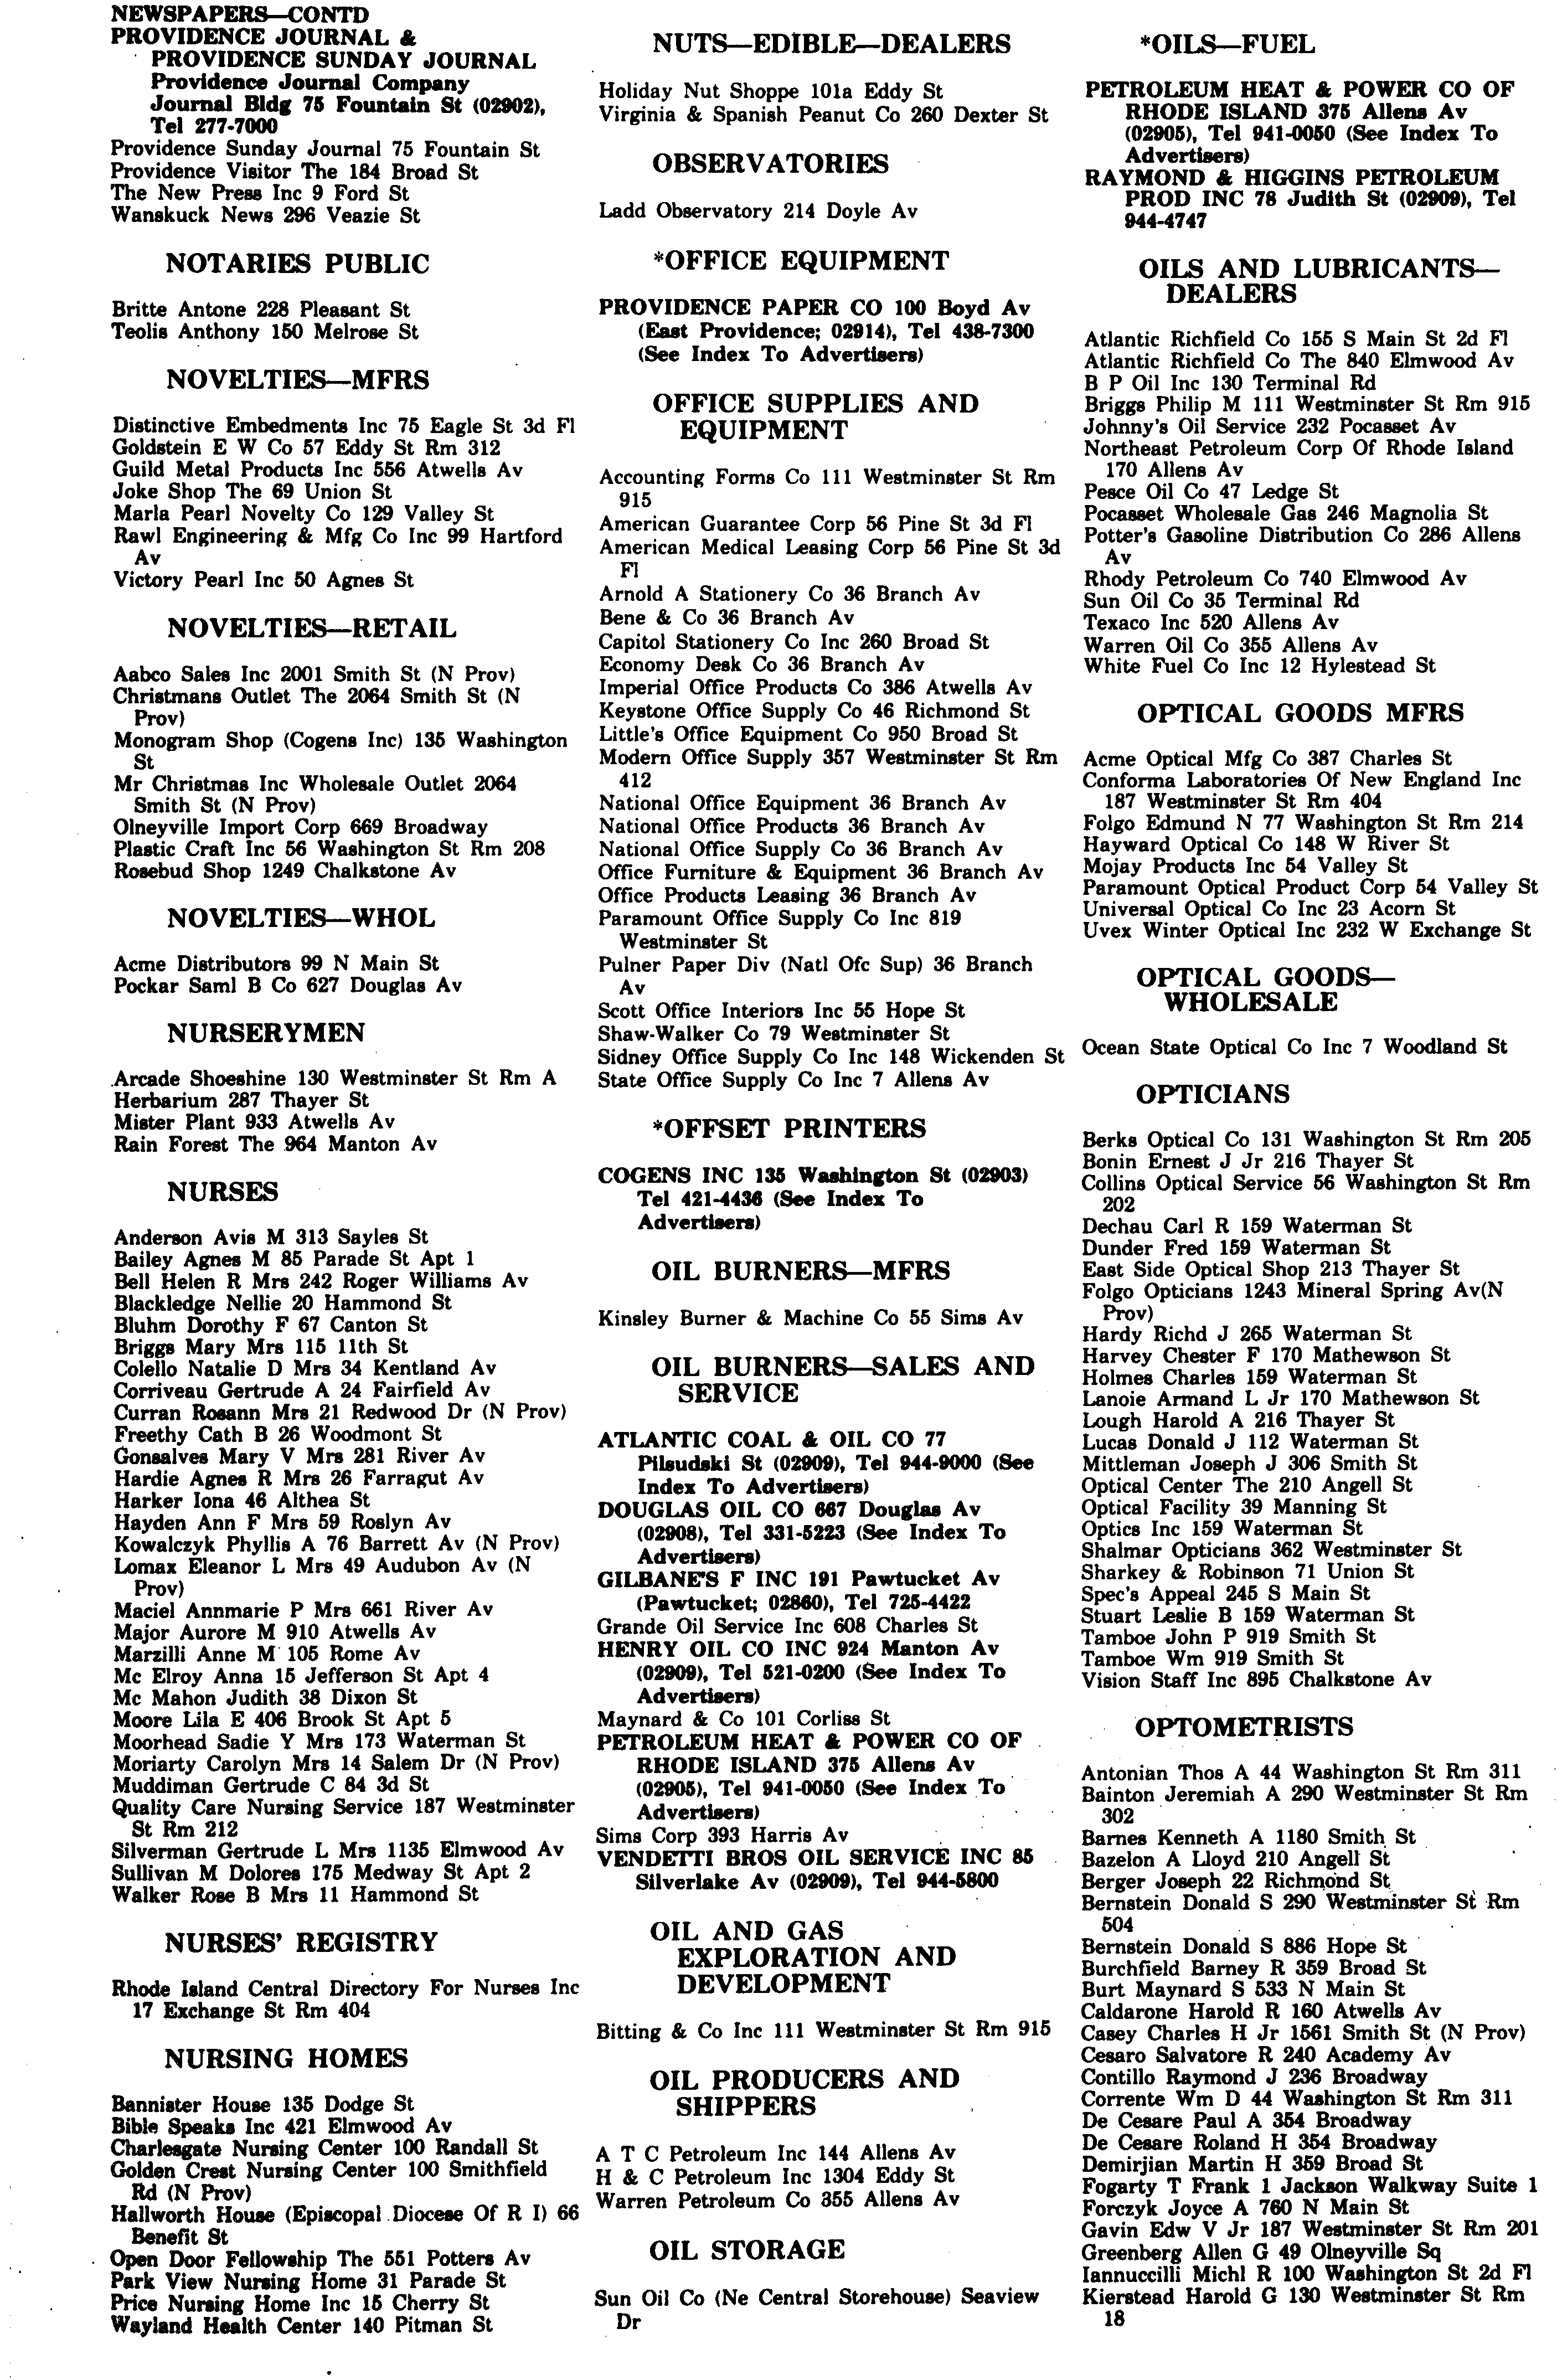 NEWSPAPERS—CONTD
PROVIDENCE JOURNAL &
PROVIDENCE SUNDAY JOURNAL
Providence Journal Company
Journal Bldg 75 Fountain St (02902),
Tel 277-7000
Providence Sunday Journal 75 Fountain St
Providence Visitor The 184 Broad St
The New Press Inc 9 Ford St
Wanskuck News 296 Veazie St
NOTARIES PUBLIC
Britte Antone 228 Pleasant St
Teolis Anthony 150 Melrose St
NOVELTIES—MFRS
Distinctive Embedments Inc 75 Eagle St 3d Fl
Goldstein E W Co 57 Eddy St Rm 312
Guild Metal Products Inc 556 Atwells Av
Joke Shop The 69 Union St
Marla Pearl Novelty Co 129 Valley St
Rawl Engineering & Mfg Co Inc 99 Hartford
Av
Victory Pearl Inc 50 Agnes St
NOVELTIES—RETAIL
Aabco Sales Inc 2001 Smith St (N Prov)
Christmans Outlet The 2064 Smith St (N
Prov)
Monogram Shop (Cogens Inc) 135 Washington
St
Mr Christmas Inc Wholesale Outlet 2064
Smith St (N Prov)
Olneyville Import Corp 669 Broadway
Plastic Craft Inc 56 Washington St Rm 208
Rosebud Shop 1249 Chalkstone Av
NOVELTIES—WHOL
Acme Distributors 99 N Main St
Pockar Saml B Co 627 Douglas Av
NURSERYMEN
Arcade Shoeshine 130 Westminster St Rm A
Herbarium 287 Thayer St
Mister Plant 933 Atwells Av
Rain Forest The 964 Manton Av
NURSES
Anderson Avis M 313 Sayles St
Bailey Agnes M 85 Parade St Apt 1
Bell Helen R Mrs 242 Roger Williams Av
Blackledge Nellie 20 Hammond St
Bluhm Dorothy F 67 Canton St
Briggs Mary Mrs 115 11th St
Colello Natalie D Mrs 34 Kentland Av
Corriveau Gertrude A 24 Fairfield Av
Curran Rosann Mrs 21 Redwood Dr (N Prov)
Freethy Cath B 26 Woodmont St
Gonsalves Mary V Mrs 281 River Av
Hardie Agnes R Mrs 26 Farragut Av
Harker Iona 46 Althea St
Hayden Ann F Mrs 59 Roslyn Av
Kowalczyk Phyllis A 76 Barrett Av (N Prov)
Lomax Eleanor L Mrs 49 Audubon Av (N
Prov)
Maciel Annmarie P Mrs 661 River Av
Major Aurore M 910 Atwells Av
Marzilli Anne M 105 Rome Av
Mc Elroy Anna 15 Jefferson St Apt 4
Mc Mahon Judith 38 Dixon St
Moore Lila E 406 Brook St Apt 5
Moorhead Sadie Y Mrs 173 Waterman St
Moriarty Carolyn Mrs 14 Salem Dr (N Prov)
Muddiman Gertrude C 84 3d St
Quality Care Nursing Service 187 Westminster
St Rm 212
Silverman Gertrude L Mrs 1135 Elmwood Av
Sullivan M Dolores 175 Medway St Apt 2
Walker Rose B Mrs 11 Hammond St
NURSES' REGISTRY
Rhode Island Central Directory For Nurses Inc
17 Exchange St Rm 404
NURSING HOMES
Bannister House 135 Dodge St
Bible Speaks Inc 421 Elmwood Av
Charlesgate Nursing Center 100 Randall St
Golden Crest Nursing Center 100 Smithfield
Rd (N Prov)
Hallworth House (Episcopal Diocese Of R I) 66
Benefit St
Open Door Fellowship The 551 Potters Av
Park View Nursing Home 31 Parade St
Price Nursing Home Inc 15 Cherry St
Wayland Health Center 140 Pitman St
NUTS—EDIBLE—DEALERS
Holiday Nut Shoppe 101a Eddy St
Virginia & Spanish Peanut Co 260 Dexter St
OBSERVATORIES
Ladd Observatory 214 Doyle Av
*OFFICE EQUIPMENT
PROVIDENCE PAPER CO 100 Boyd Av
(East Providence; 02914), Tel 438-7300
(See Index To Advertisers)
OFFICE SUPPLIES AND
EQUIPMENT
Accounting Forms Co 111 Westminster St Rm
915
American Guarantee Corp 56 Pine St 3d Fl
American Medical Leasing Corp 56 Pine St 3d
Fl
Arnold A Stationery Co 36 Branch Av
Bene & Co 36 Branch Av
Capitol Stationery Co Inc 260 Broad St
Economy Desk Co 36 Branch Av
Imperial Office Products Co 386 Atwells Av
Keystone Office Supply Co 46 Richmond St
Little's Office Equipment Co 950 Broad St
Modern Office Supply 357 Westminster St Rm
412
National Office Equipment 36 Branch Av
National Office Products 36 Branch Av
National Office Supply Co 36 Branch Av
Office Furniture & Equipment 36 Branch Av
Office Products Leasing 36 Branch Av
Paramount Office Supply Co Inc 819
Westminster St
Pulner Paper Div (Natl Ofc Sup) 36 Branch
Av
Scott Office Interiors Inc 55 Hope St
Shaw-Walker Co 79 Westminster St
Sidney Office Supply Co Inc 148 Wickenden St
State Office Supply Co Inc 7 Allens Av
*OFFSET PRINTERS
COGENS INC 135 Washington St (02903)
Tel 421-4436 (See Index To
Advertisers)
OIL BURNERS—MFRS
Kinsley Burner & Machine Co 55 Sims Av
OIL BURNERS—SALES AND
SERVICE
ATLANTIC COAL & OIL CO 77
Pilsudski St (02909), Tel 944-9000 (See
Index To Advertisers)
DOUGLAS OIL CO 667 Douglas Av
(02908), Tel 331-5223 (See Index To
Advertisers)
GILBANE'S F INC 191 Pawtucket Av
(Pawtucket; 02860), Tel 725-4422
Grande Oil Service Inc 608 Charles St
HENRY OIL CO INC 924 Manton Av
(02909), Tel 521-0200 (See Index To
Advertisers)
Maynard & Co 101 Corliss St
PETROLEUM HEAT & POWER CO OF
RHODE ISLAND 375 Allens Av
(02905), Tel 941-0050 (See Index To
Advertisers)
Sims Corp 393 Harris Av
VENDETTI BROS OIL SERVICE INC 85
Silverlake Av (02909), Tel 944-5800
OIL AND GAS
EXPLORATION AND
DEVELOPMENT
Bitting & Co Inc 111 Westminster St Rm 915
OIL PRODUCERS AND
SHIPPERS
A T C Petroleum Inc 144 Allens Av
H & C Petroleum Inc 1304 Eddy St
Warren Petroleum Co 355 Allens Av
OIL STORAGE
Sun Oil Co (Ne Central Storehouse) Seaview
Dr
*OILS—FUEL
PETROLEUM HEAT & POWER CO OF
RHODE ISLAND 375 Allens Av
(02905), Tel 941-0050 (See Index To
Advertisers)
RAYMOND & HIGGINS PETROLEUM
PROD INC 78 Judith St (02909), Tel
944-4747
OILS AND LUBRICANTS—
DEALERS
Atlantic Richfield Co 155 S Main St 2d Fl
Atlantic Richfield Co The 840 Elmwood Av
B P Oil Inc 130 Terminal Rd
Briggs Philip M 111 Westminster St Rm 915
Johnny's Oil Service 232 Pocasset Av
Northeast Petroleum Corp Of Rhode Island
170 Allens Av
Pesce Oil Co 47 Ledge St
Pocasset Wholesale Gas 246 Magnolia St
Potter's Gasoline Distribution Co 286 Allens
Av
Rhody Petroleum Co 740 Elmwood Av
Sun Oil Co 35 Terminal Rd
Texaco Inc 520 Allens Av
Warren Oil Co 355 Allens Av
White Fuel Co Inc 12 Hylestead St
OPTICAL GOODS MFRS
Acme Optical Mfg Co 387 Charles St
Conforma Laboratories Of New England Inc
187 Westminster St Rm 404
Folgo Edmund N 77 Washington St Rm 214
Hayward Optical Co 148 W River St
Mojay Products Inc 54 Valley St
Paramount Optical Product Corp 54 Valley St
Universal Optical Co Inc 23 Acorn St
Uvex Winter Optical Inc 232 W Exchange St
OPTICAL GOODS—
WHOLESALE
Ocean State Optical Co Inc 7 Woodland St
OPTICIANS
Berks Optical Co 131 Washington St Rm 205
Bonin Ernest J Jr 216 Thayer St
Collins Optical Service 56 Washington St Rm
202
Dechau Carl R 159 Waterman St
Dunder Fred 159 Waterman St
East Side Optical Shop 213 Thayer St
Folgo Opticians 1243 Mineral Spring Av(N
Prov)
Hardy Richd J 265 Waterman St
Harvey Chester F 170 Mathewson St
Holmes Charles 159 Waterman St
Lanoie Armand L Jr 170 Mathewson St
Lough Harold A 216 Thayer St
Lucas Donald J 112 Waterman St
Mittleman Joseph J 306 Smith St
Optical Center The 210 Angell St
Optical Facility 39 Manning St
Optics Inc 159 Waterman St
Shalmar Opticians 362 Westminster St
Sharkey & Robinson 71 Union St
Spec's Appeal 245 S Main St
Stuart Leslie B 159 Waterman St
Tamboe John P 919 Smith St
Tamboe Wm 919 Smith St
Vision Staff Inc 895 Chalkstone Av
OPTOMETRISTS
Antonian Thos A 44 Washington St Rm 311
Bainton Jeremiah A 290 Westminster St Rm
302
Barnes Kenneth A 1180 Smith St
Bazelon A Lloyd 210 Angell St
Berger Joseph 22 Richmond St
Bernstein Donald S 290 Westminster St Rm
504
Bernstein Donald S 886 Hope St
Burchfield Barney R 359 Broad St
Burt Maynard S 533 N Main St
Caldarone Harold R 160 Atwells Av
Casey Charles H Jr 1561 Smith St (N Prov)
Cesaro Salvatore R 240 Academy Av
Contillo Raymond J 236 Broadway
Corrente Wm D 44 Washington St Rm 311
De Cesare Paul A 354 Broadway
De Cesare Roland H 354 Broadway
Demirjian Martin H 359 Broad St
Fogarty T Frank 1 Jackson Walkway Suite 1
Forczyk Joyce A 760 N Main St
Gavin Edw V Jr 187 Westminster St Rm 201
Greenberg Allen G 49 Olneyville Sq
Iannuccilli Michl R 100 Washington St 2d Fl
Kierstead Harold G 130 Westminster St Rm
18